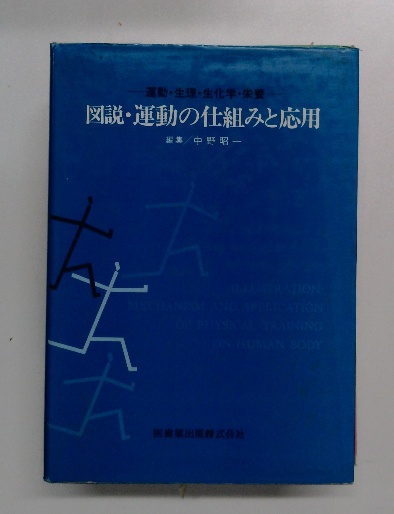 ―運動・生理・生化学・栄養―
図説・運動の仕組みと応用
編集／中野昭一
ILLUSTRATION
MECHANISM AND APPLICATION
ON PHYSICAL TRAINING
ON HUMAN BODY
医歯薬出版株式会社